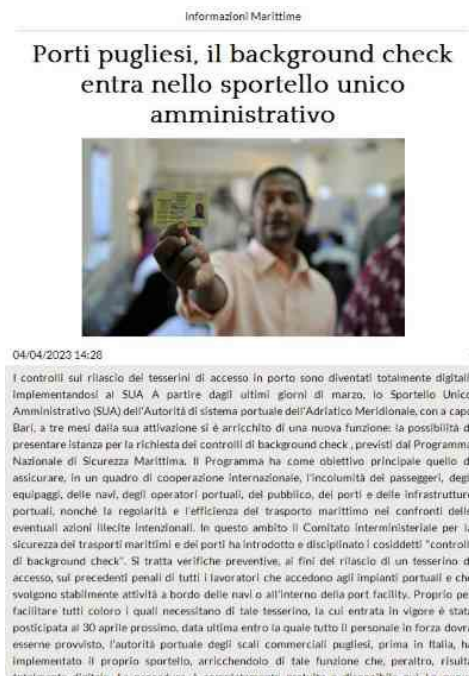 Informazioni Marittime
Porti pugliesi, il background check
entra nello sportello unico
amministrativo
04/04/2023 14:28
I controlli sul rilascio dei tesserini di accesso in porto sono diventati totalmente digitali
implementandosi al SUA A partire dagli ultimi giorni di marzo, lo Sportello Unico
Amministrativo (SUA) dell'Autorità di sistema portuale dell'Adriatico Meridionale, con a capo
Bari, a tre mesi dalla sua attivazione si è arricchito di una nuova funzione: la possibilità d
presentare istanza per la richiesta dei controlli di background check , previsti dal Programma
Nazionale di Sicurezza Marittima. Il Programma ha come obiettivo principale quello d
assicurare, in un quadro di cooperazione internazionale, l'incolumità dei passeggeri, degl
equipaggi, delle navi, degli operatori portuali, del pubblico, dei porti e delle infrastrutture
portuali, nonché la regolarità e l'efficienza del trasporto marittimo nei confronti delle
eventuali azioni illecite intenzionali. In questo ambito il Comitato interministeriale per la
sicurezza dei trasporti marittimi e dei porti ha introdotto e disciplinato i cosiddetti "controll
di background check". Si tratta verifiche preventive, ai fini del rilascio di un tesserino d
accesso, sui precedenti penali di tutti i lavoratori che accedono agli impianti portuali e che
svolgono stabilmente attività a bordo delle navi o all'interno della port facility. Proprio per
facilitare tutti coloro i quali necessitano di tale tesserino, la cui entrata in vigore è stata
posticipata al 30 aprile prossimo, data ultima entro la quale tutto il personale in forza dovrà
esserne provvisto, l'autorità portuale degli scali commerciali pugliesi, prima in Italia, ha
implementato il proprio sportello, arricchendolo di tale funzione che, peraltro, risulta